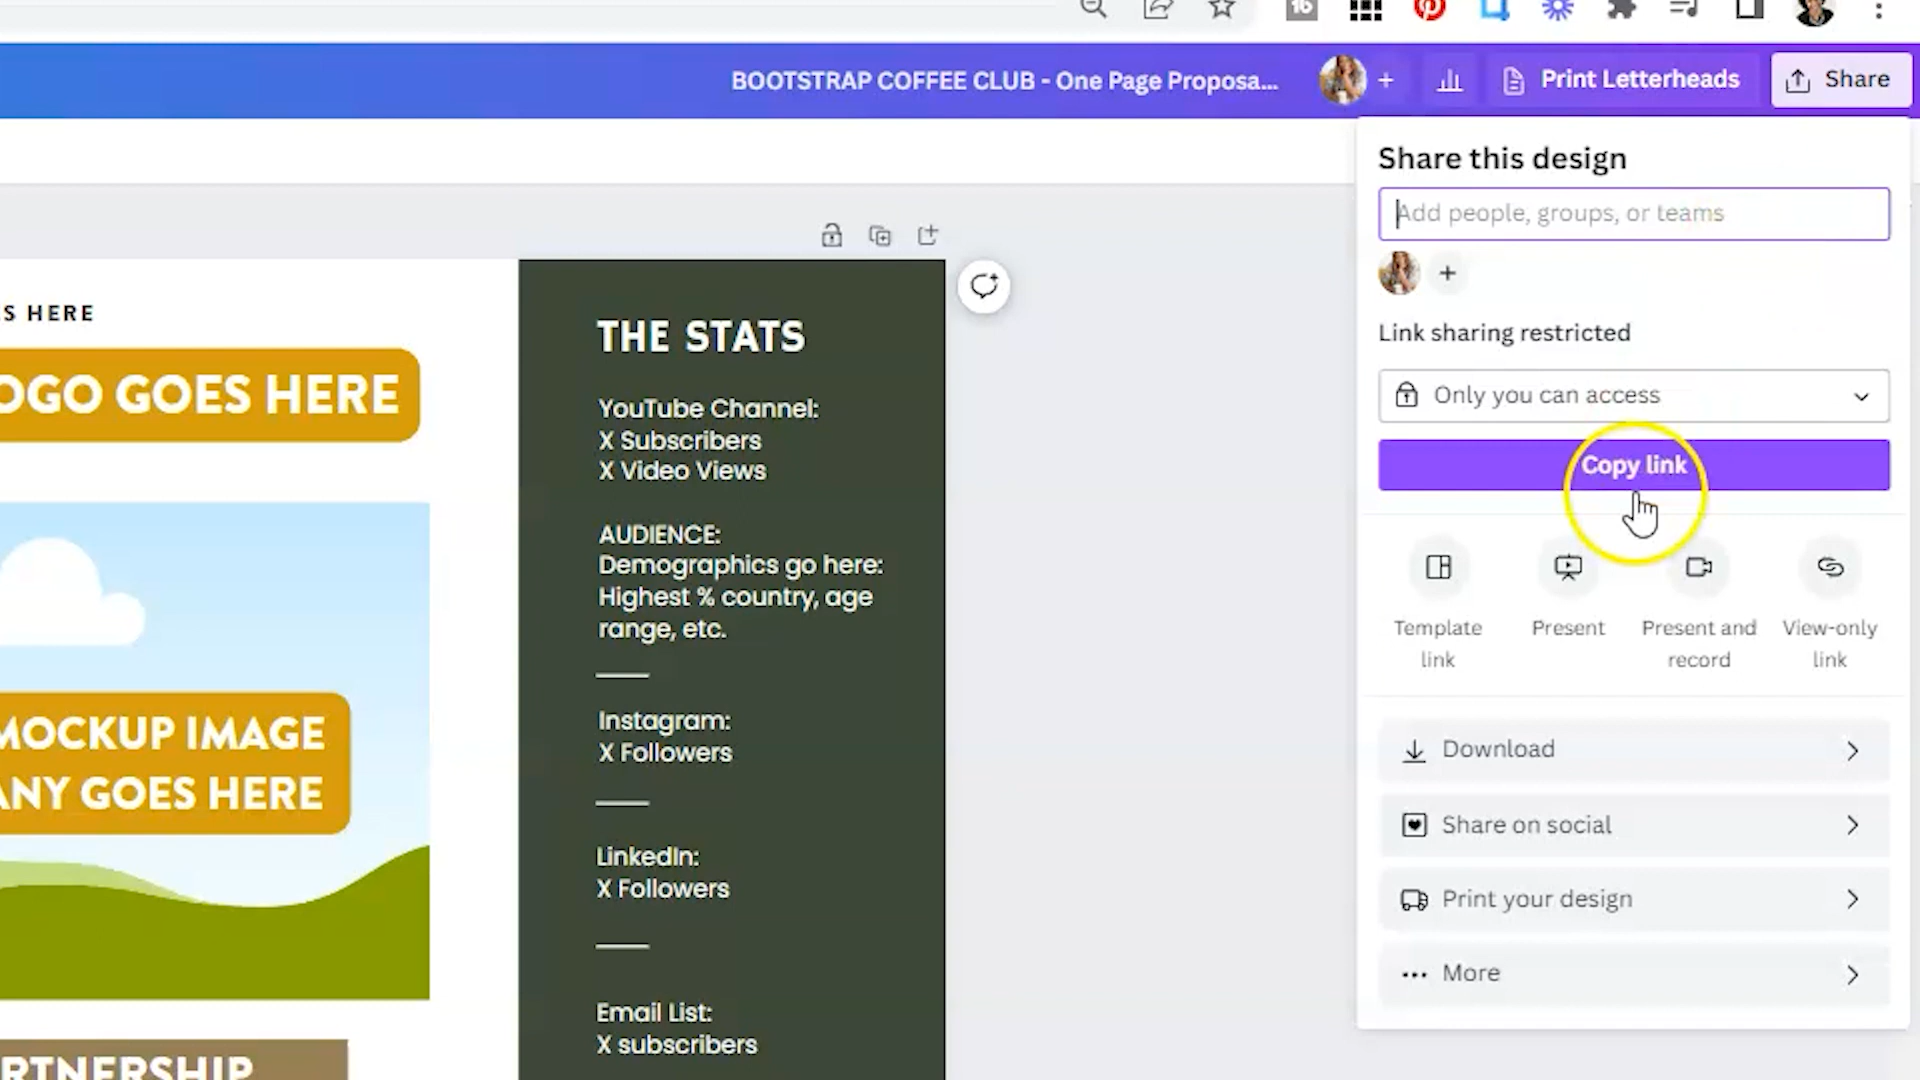 16
BOOTSTRAP COFFEE CLUB - One Page Proposa...
Print Letterheads
Share
Share this design
Add people, groups, or teams
Link sharing restricted
Only you can access
Copy link
Template
link
Present
Present and
record
View-only
link
Download
Share on social
Print your design
More
S HERE
OGO GOES HERE
MOCKUP IMAGE
ANY GOES HERE
RTNERSHIP
THE STATS
YouTube Channel:
X Subscribers
X Video Views
AUDIENCE:
Demographics go here:
Highest % country, age
range, etc.
Instagram:
X Followers
LinkedIn:
X Followers
Email List:
X subscribers